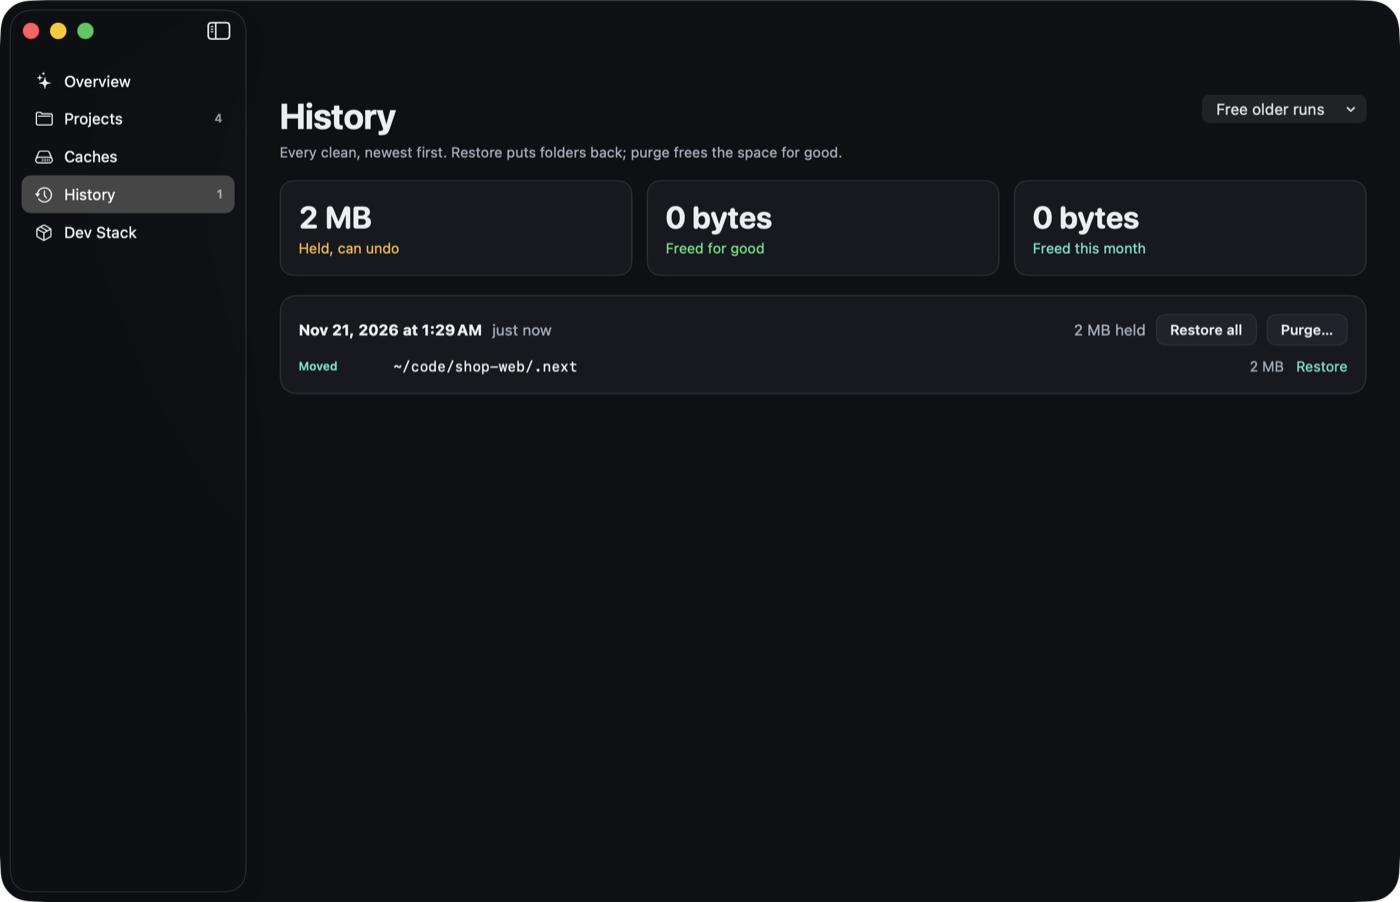 Overview
Projects 4
Caches
History 1
Dev Stack
History
Free older runs
Every clean, newest first. Restore puts folders back; purge frees the space for good.
2 MB
Held, can undo
0 bytes
Freed for good
0 bytes
Freed this month
Nov 21, 2026 at 1:29 AM just now 2 MB held Restore all Purge...
Moved ~/code/shop-web/.next 2 MB Restore